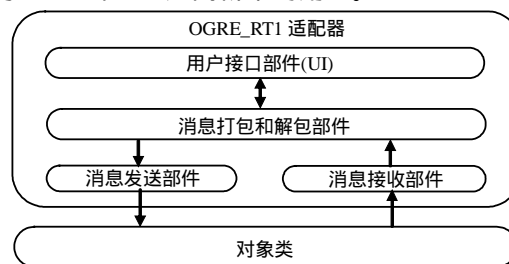 OGRE_RT1 适配器
用户接口部件(UI)
消息打包和解包部件
消息发送部件
消息接收部件
对象类